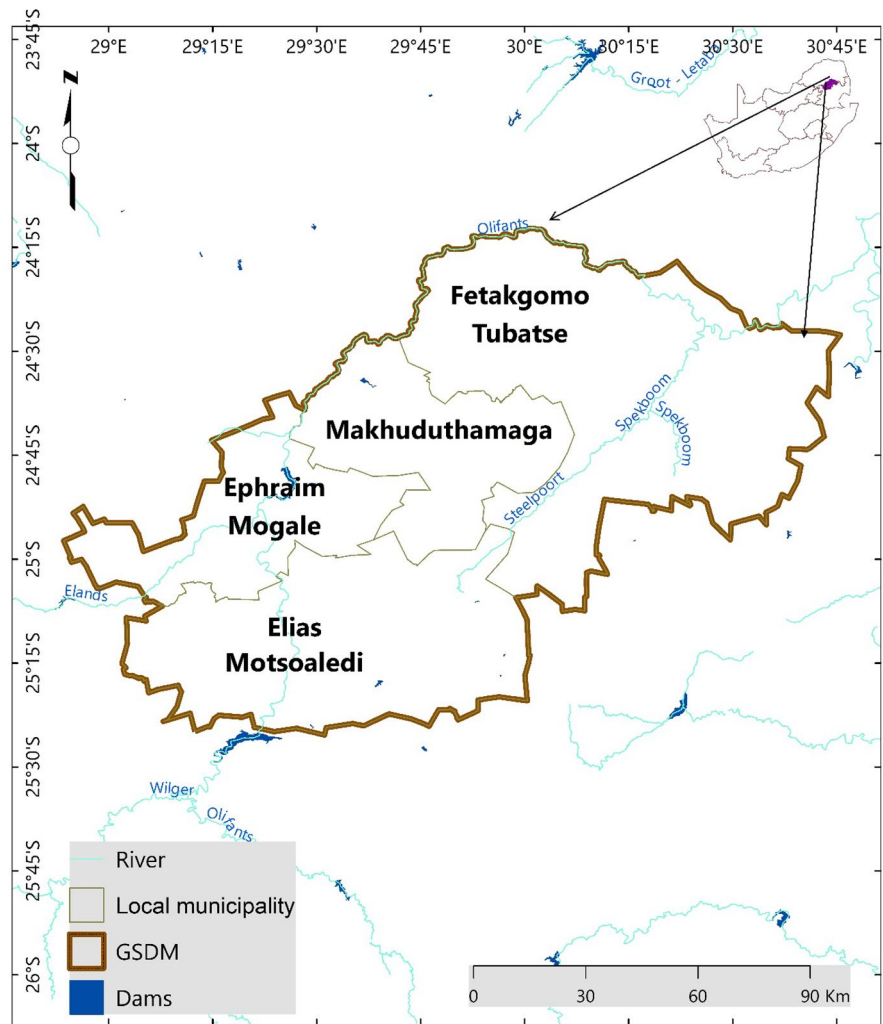 29°E 29°15'E 29°30'E 29°45'E 30°E 30°15'E 30°30'E 30°45'E
23°45'S
24°S
24°15'S
24°30'S
24°45'S
25°S
25°15'S
25°30'S
25°45'S
26°S
N
Groot - Letaba
Olifants
Fetakgomo
Tubatse
Makhuduthamaga
Spekboom
Spekboom
Steelpoort
Ephraim
Mogale
Elands
Elias
Motsoaledi
Wilger
Olifants
River
Local municipality
GSDM
Dams
0 30 60 90 Km